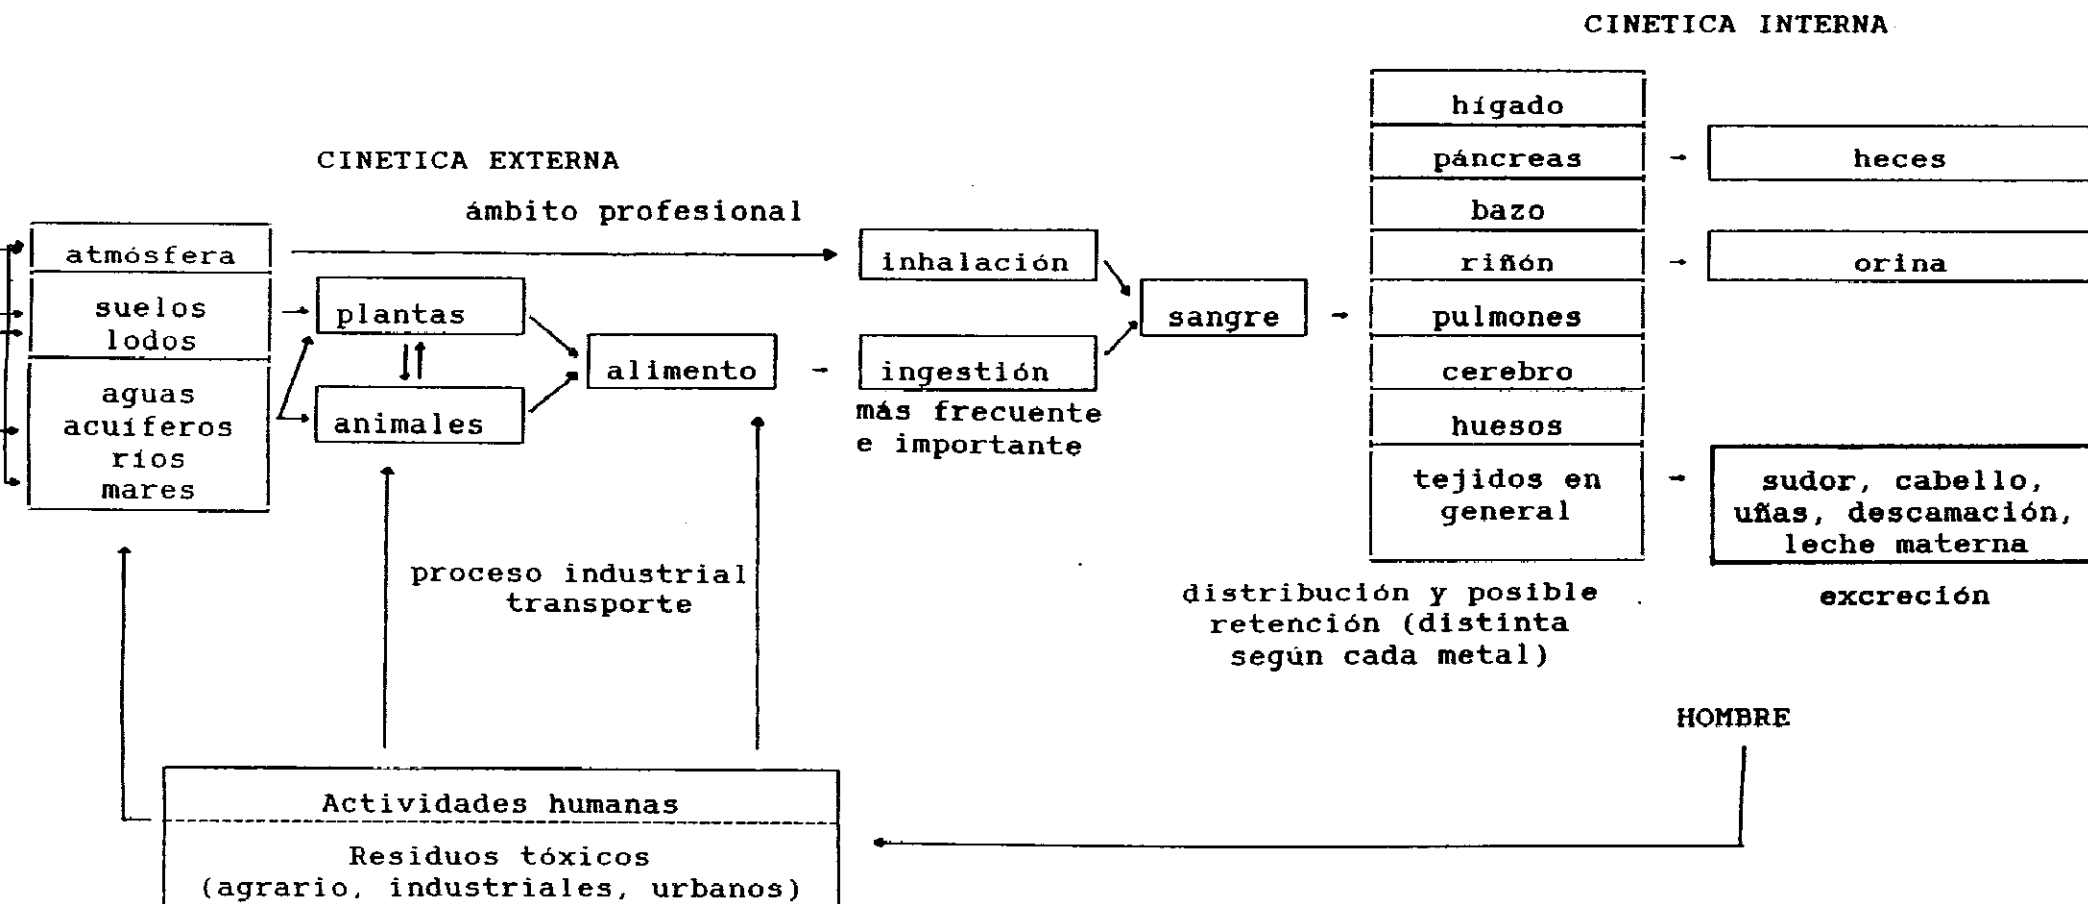 CINETICA INTERNA
CINETICA EXTERNA
ámbito profesional
atmósfera
suelos
lodos
aguas
acuíferos
ríos
mares
plantas
animales
alimento
inhalación
ingestión
más frecuente
e importante
sangre
hígado
páncreas
bazo
riñón
pulmones
cerebro
huesos
tejidos en
general
heces
orina
sudor, cabello,
uñas, descamación,
leche materna
excreción
distribución y posible
retención (distinta
según cada metal)
proceso industrial
transporte
HOMBRE
Actividades humanas
Residuos tóxicos
(agrario, industriales, urbanos)